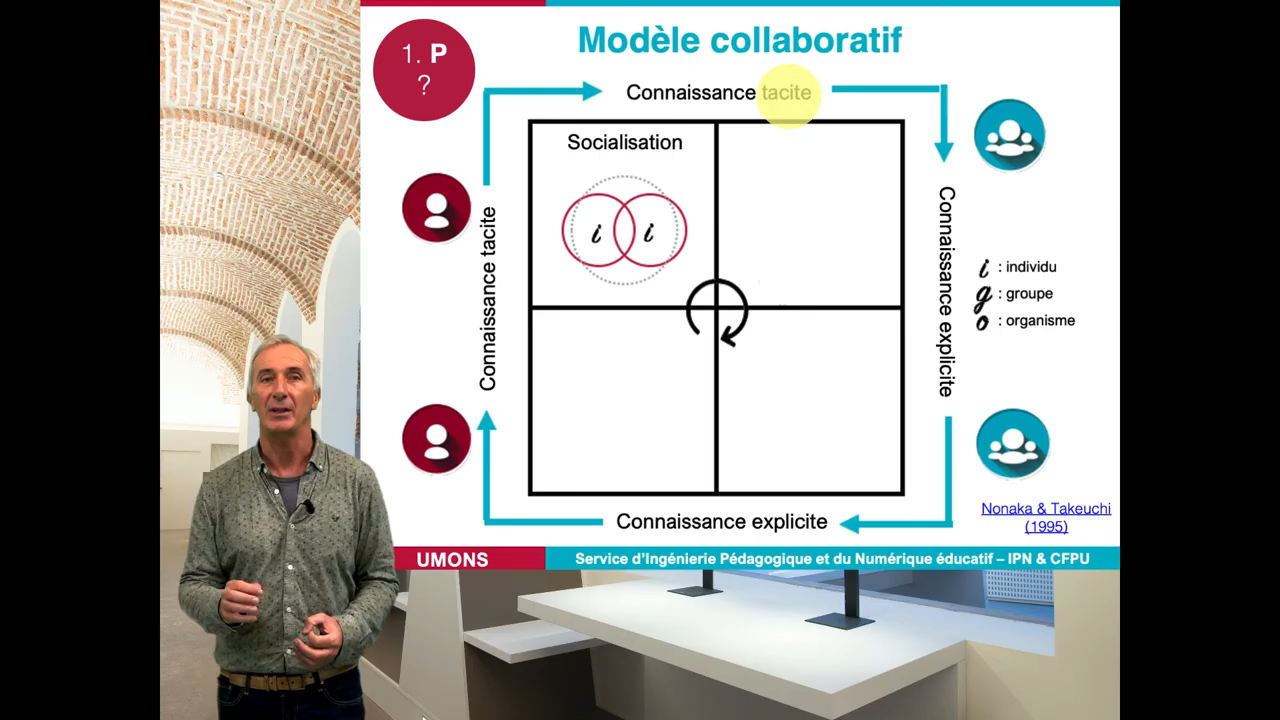 1. P
?
Modèle collaboratif
Connaissance tacite
Socialisation
i i
Connaissance tacite
Connaissance explicite
i : individu
g : groupe
o : organisme
Connaissance explicite
Nonaka & Takeuchi
(1995)
UMONS
Service d'Ingénierie Pédagogique et du Numérique éducatif – IPN & CFPU